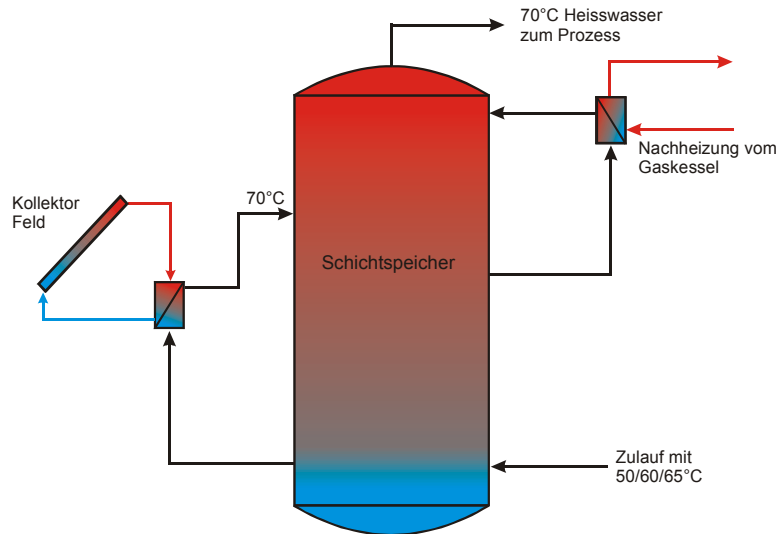 70°C Heisswasser
zum Prozess
Nachheizung vom
Gaskessel
Kollektor
Feld
70°C
Schichtspeicher
Zulauf mit
50/60/65°C